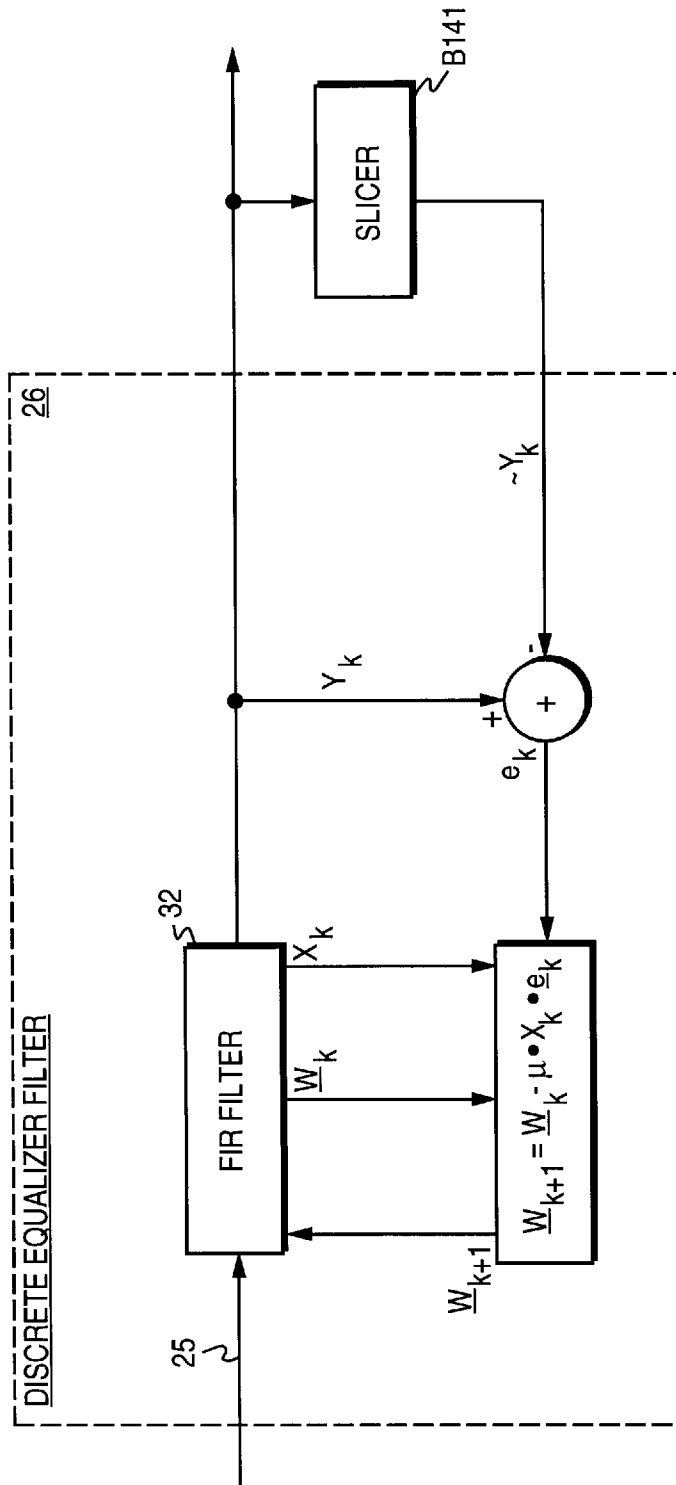 DISCRETE EQUALIZER FILTER
26
25
FIR FILTER
32
W_k+1
W_k
X_k
W_k+1 = W_k - μ•X_k•e_k
Y_k
e_k
+
+
-
~Y_k
SLICER
B141